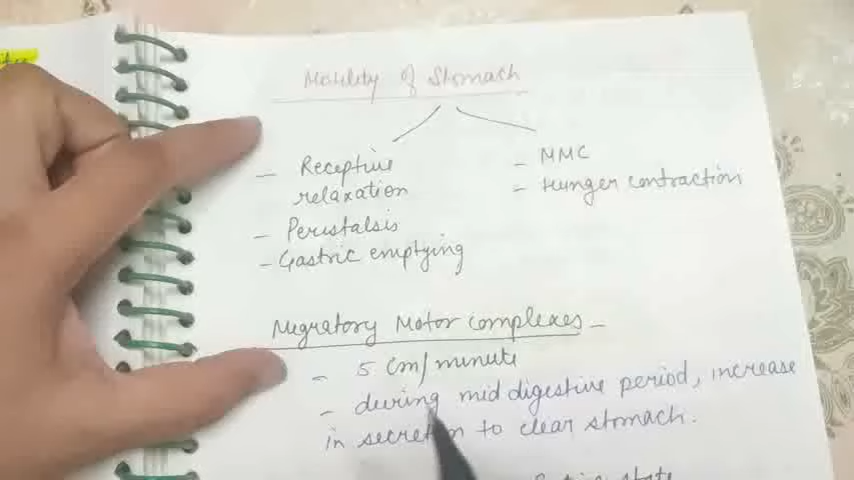 Motility of Stomach
- Receptive relaxation
- Peristalsis
- Gastric emptying
- MMC
- Hunger contraction
Migratory Motor complexes -
- 5 cm/minute
- during mid digestive period, increase
in secretion to clear stomach.
state